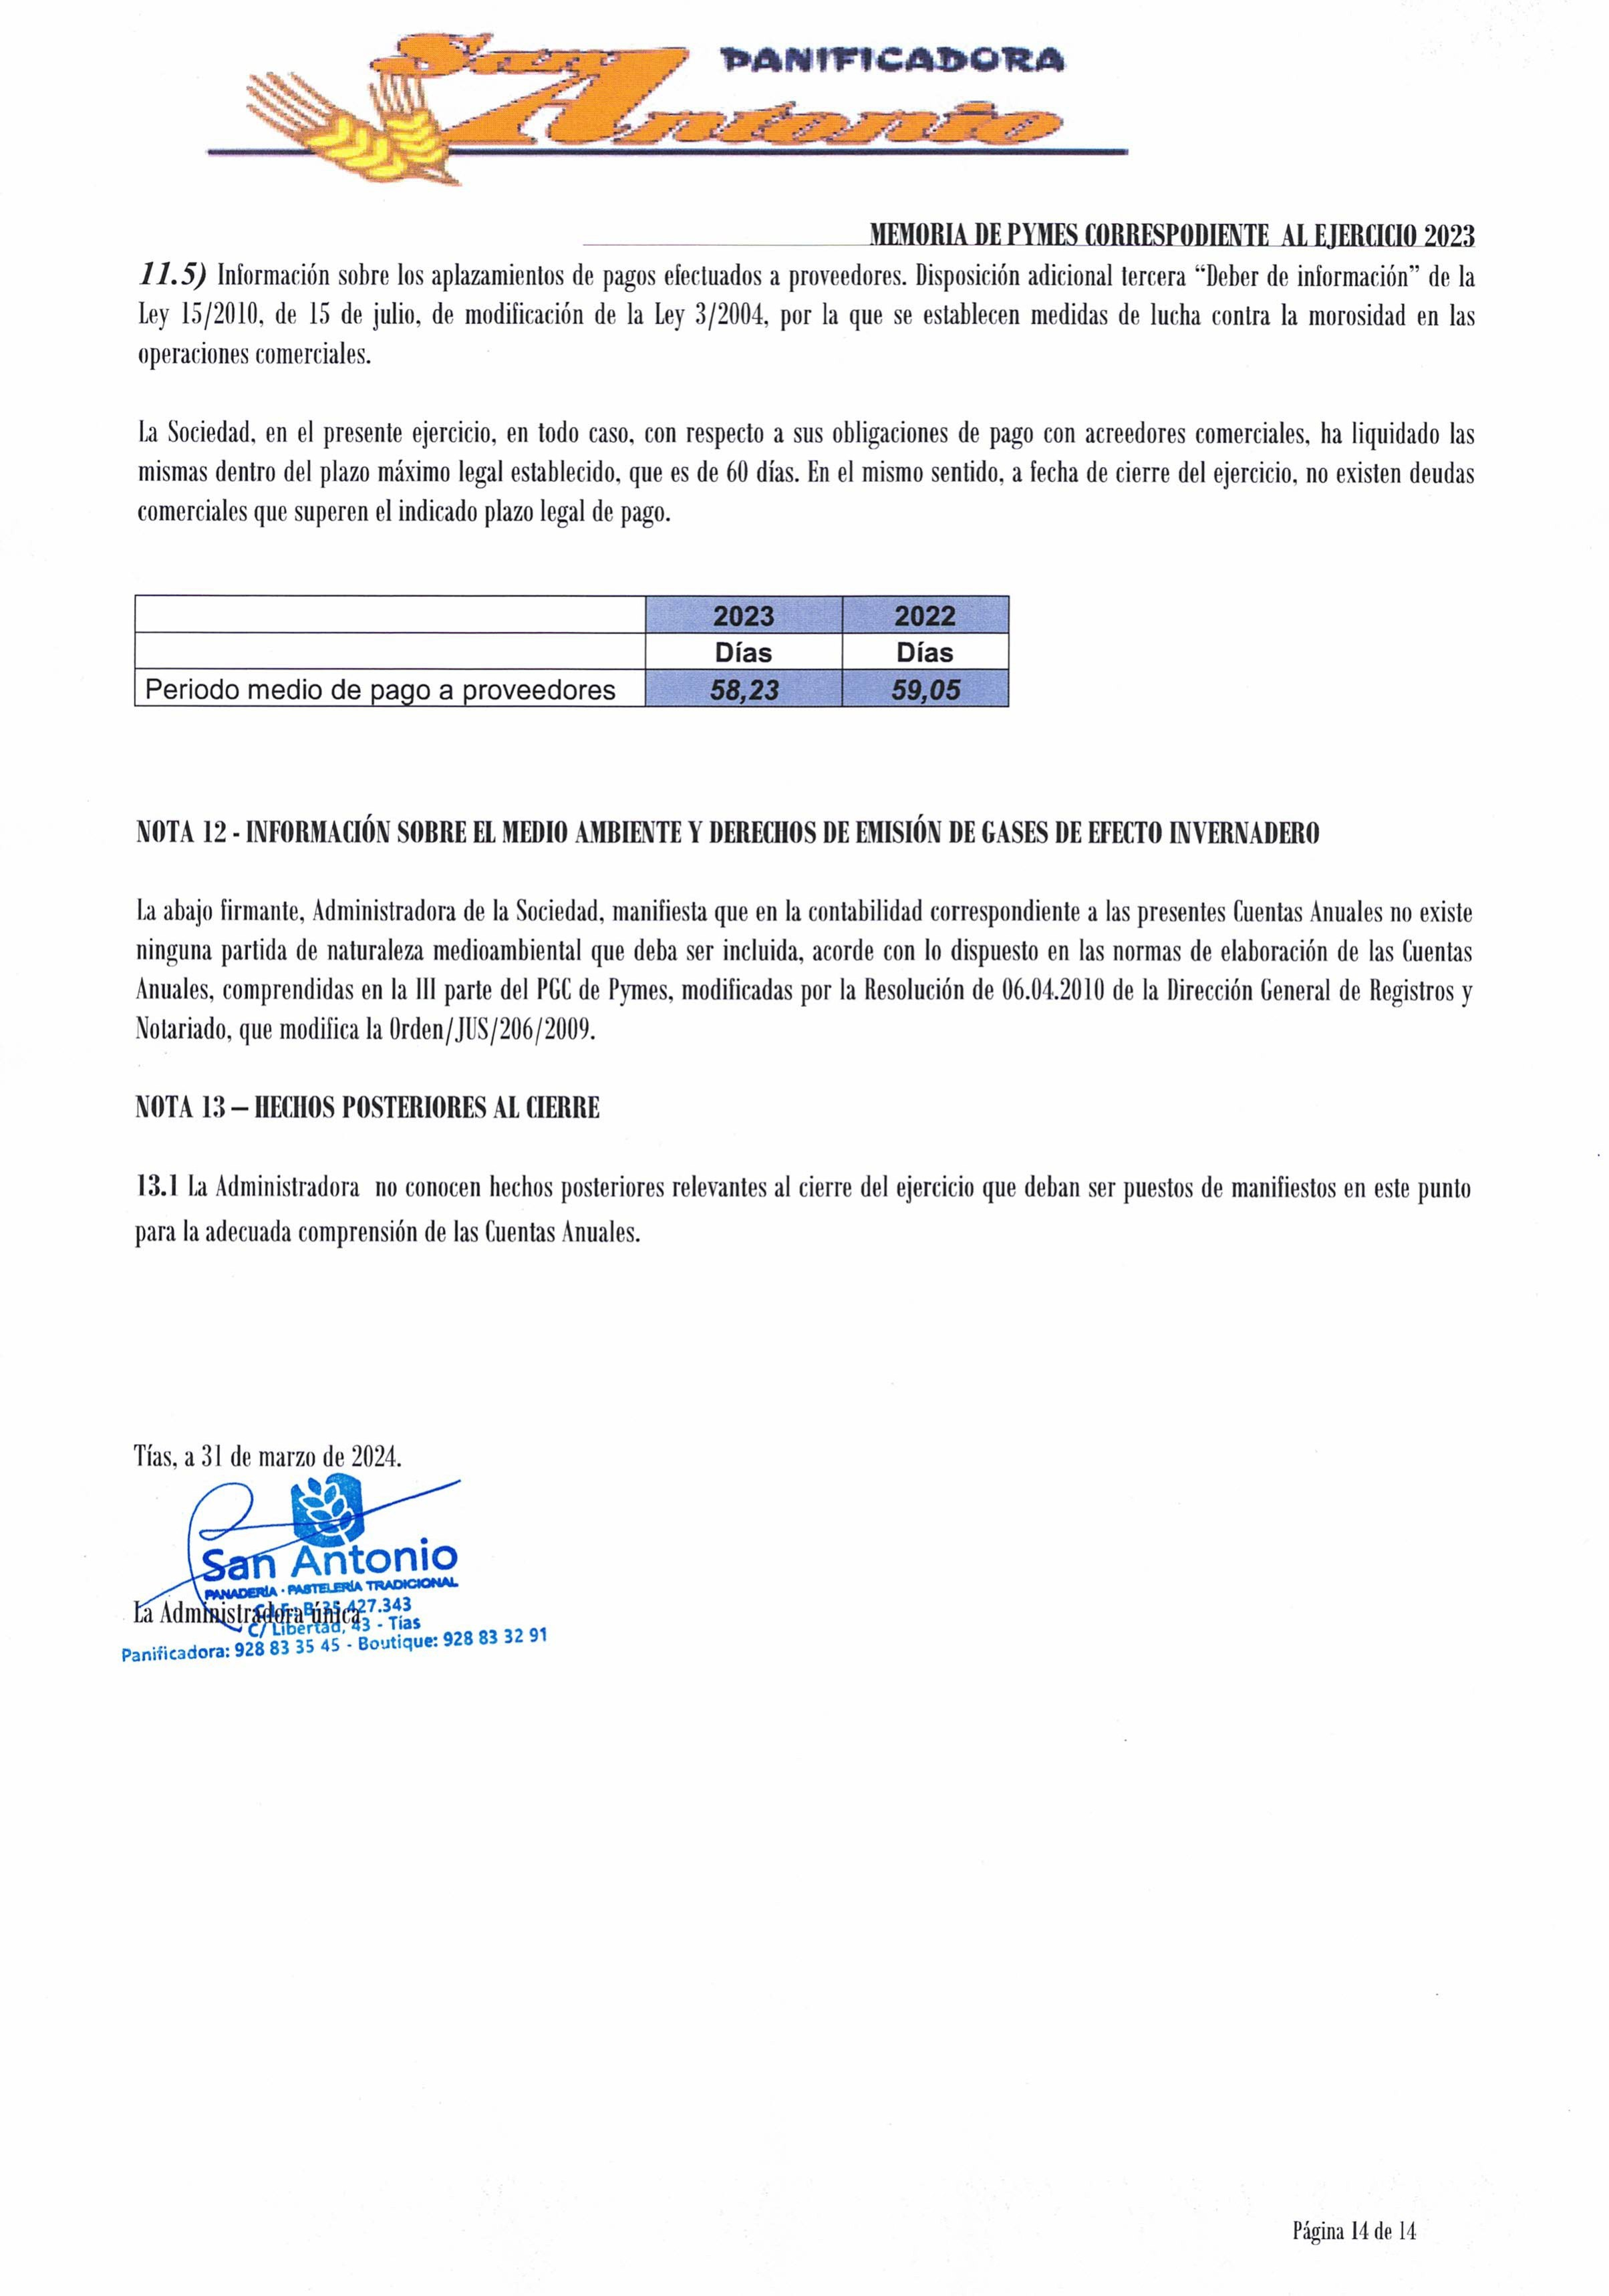 San Antonio PANIFICADORA
MEMORIA DE PYMES CORRESPODIENTE AL EJERCICIO 2023
11.5) Información sobre los aplazamientos de pagos efectuados a proveedores. Disposición adicional tercera “Deber de información” de la
Ley 15/2010, de 15 de julio, de modificación de la Ley 3/2004, por la que se establecen medidas de lucha contra la morosidad en las
operaciones comerciales.
La Sociedad, en el presente ejercicio, en todo caso, con respecto a sus obligaciones de pago con acreedores comerciales, ha liquidado las
mismas dentro del plazo máximo legal establecido, que es de 60 días. En el mismo sentido, a fecha de cierre del ejercicio, no existen deudas
comerciales que superen el indicado plazo legal de pago.
2023 2022
Días Días
Periodo medio de pago a proveedores 58,23 59,05
NOTA 12 - INFORMACIÓN SOBRE EL MEDIO AMBIENTE Y DERECHOS DE EMISIÓN DE GASES DE EFECTO INVERNADERO
La abajo firmante, Administradora de la Sociedad, manifiesta que en la contabilidad correspondiente a las presentes Cuentas Anuales no existe
ninguna partida de naturaleza medioambiental que deba ser incluida, acorde con lo dispuesto en las normas de elaboración de las Cuentas
Anuales, comprendidas en la III parte del PGC de Pymes, modificadas por la Resolución de 06.04.2010 de la Dirección General de Registros y
Notariado, que modifica la Orden/JUS/206/2009.
NOTA 13 – HECHOS POSTERIORES AL CIERRE
13.1 La Administradora no conocen hechos posteriores relevantes al cierre del ejercicio que deban ser puestos de manifiestos en este punto
para la adecuada comprensión de las Cuentas Anuales.
Tías, a 31 de marzo de 2024.
San Antonio
PANADERÍA · PASTELERÍA TRADICIONAL
C.I.F.: B-35.427.343
La Administradora única
C/ Libertad, 43 - Tías
Panificadora: 928 83 35 45 - Boutique: 928 83 32 91
Página 14 de 14